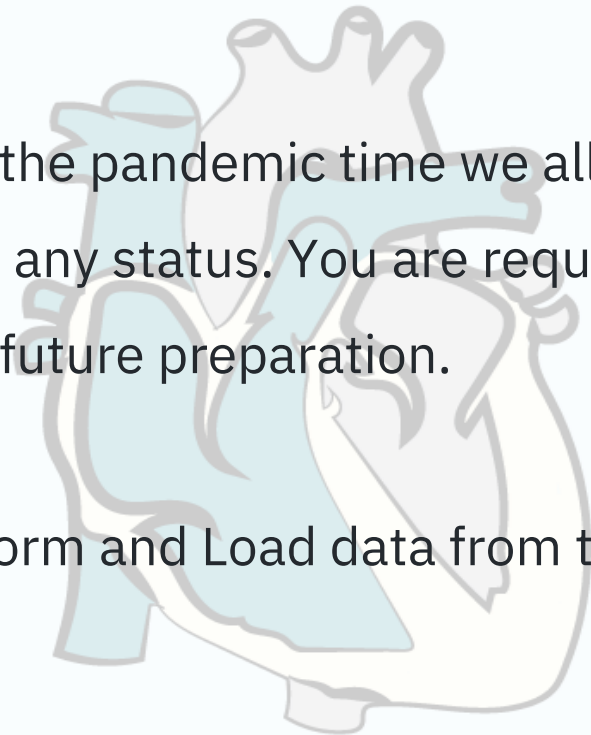 the pandemic time we all
any status. You are requ
future preparation.
orm and Load data from t